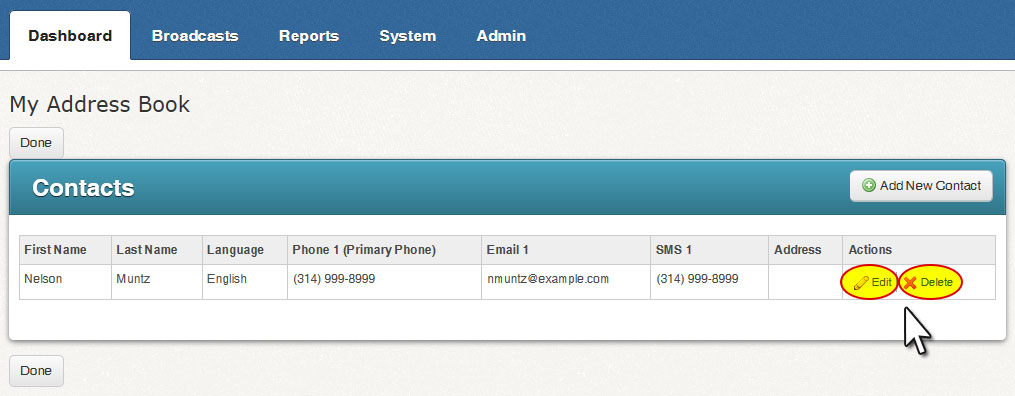 Dashboard Broadcasts Reports System Admin
My Address Book
Done
Contacts Add New Contact
First Name Last Name Language Phone 1 (Primary Phone) Email 1 SMS 1 Address Actions
Nelson Muntz English (314) 999-8999 nmuntz@example.com (314) 999-8999 Edit Delete
Done